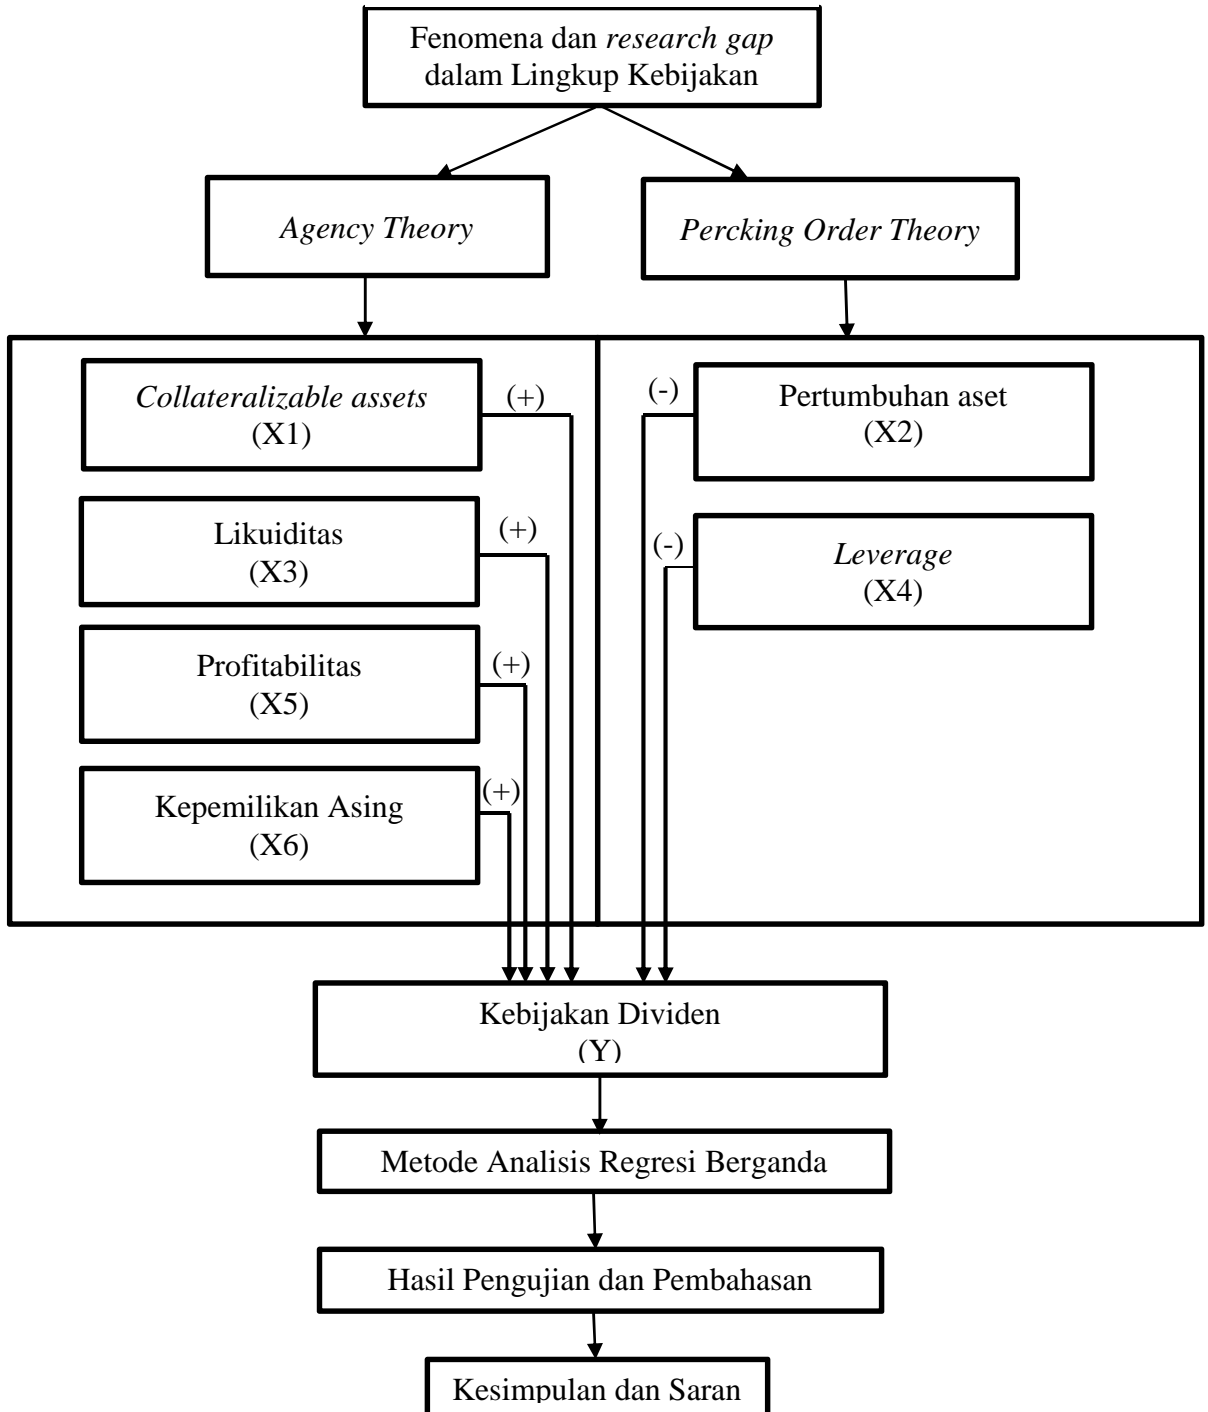 Fenomena dan research gap
dalam Lingkup Kebijakan
Agency Theory
Percking Order Theory
Collateralizable assets
(X1)
(+)
Likuiditas
(X3)
(+)
Profitabilitas
(X5)
(+)
Kepemilikan Asing
(X6)
(+)
(-)
Pertumbuhan aset
(X2)
(-)
Leverage
(X4)
Kebijakan Dividen
(Y)
Metode Analisis Regresi Berganda
Hasil Pengujian dan Pembahasan
Kesimpulan dan Saran